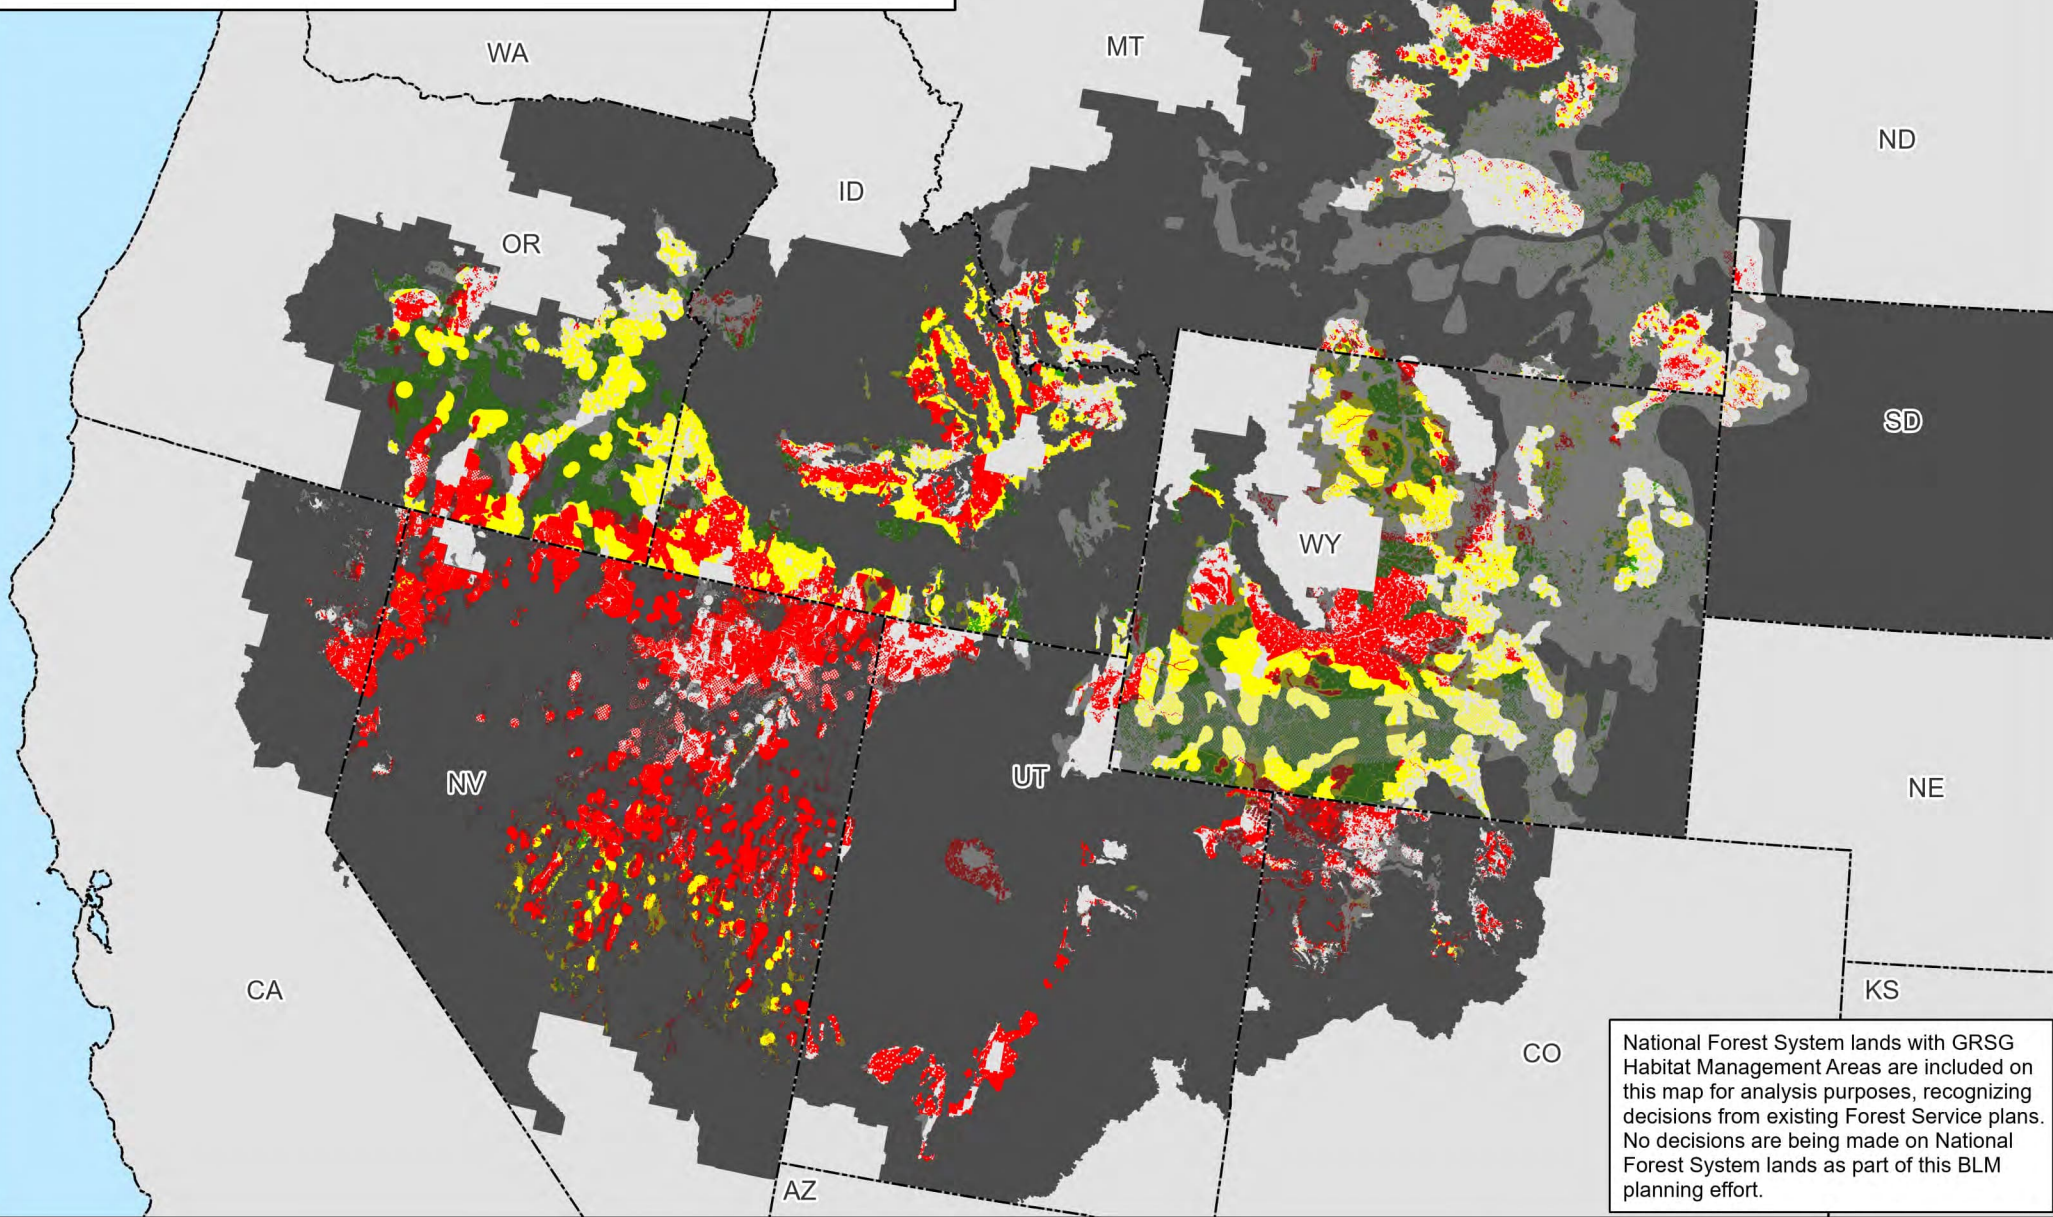 WA
MT
ND
ID
OR
SD
WY
NV
UT
NE
CA
KS
CO
AZ
National Forest System lands with GRSG
Habitat Management Areas are included on
this map for analysis purposes, recognizing
decisions from existing Forest Service plans.
No decisions are being made on National
Forest System lands as part of this BLM
planning effort.